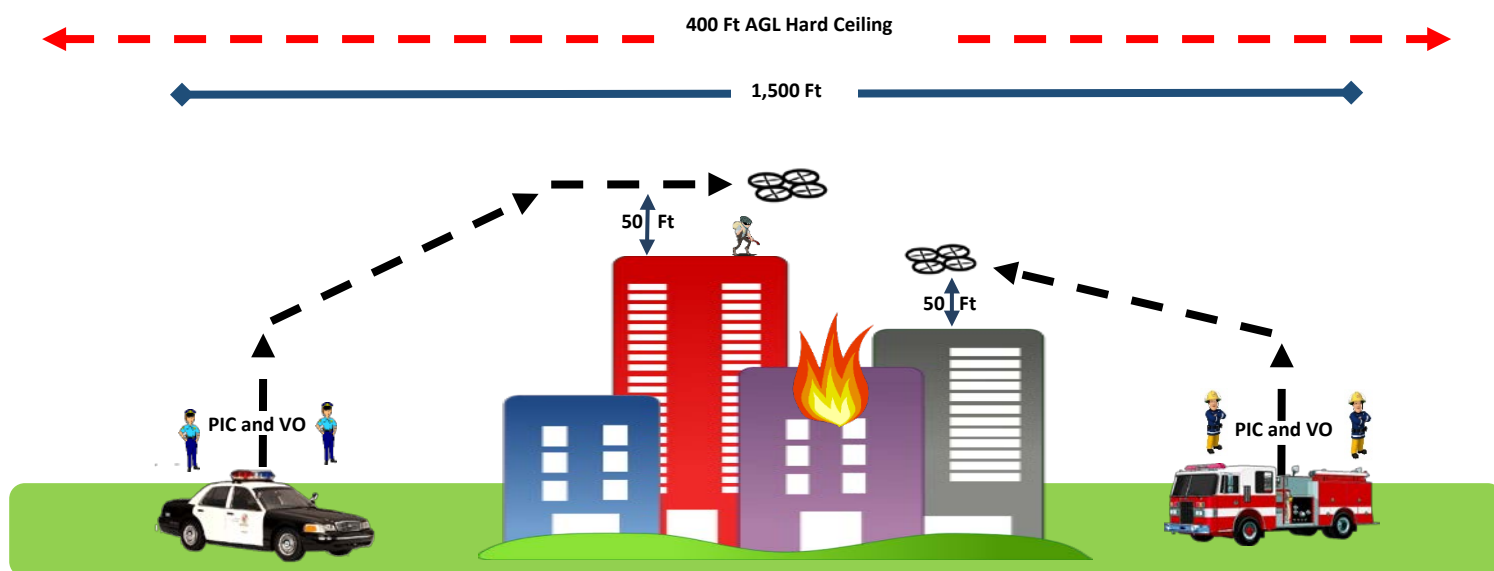 400 Ft AGL Hard Ceiling
1,500 Ft
50 Ft
50 Ft
PIC and VO
PIC and VO